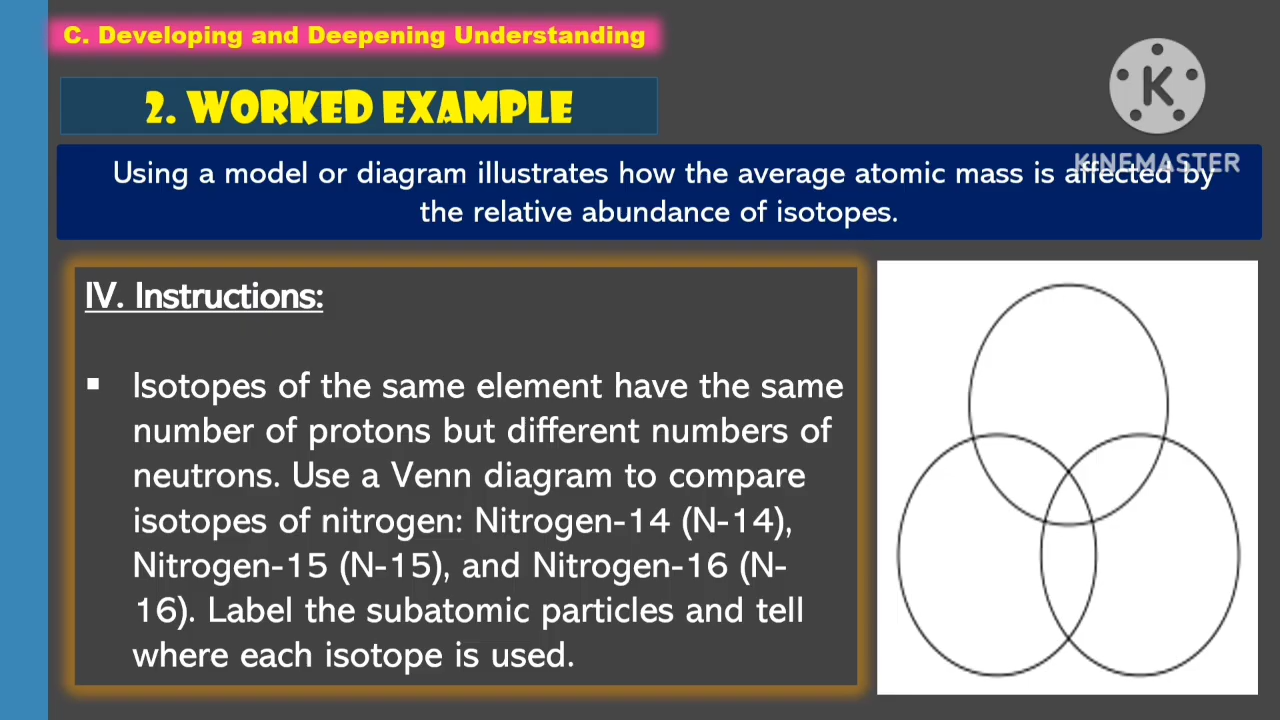 C. Developing and Deepening Understanding
2. WORKED EXAMPLE
K
KINEMASTER
Using a model or diagram illustrates how the average atomic mass is affected by
the relative abundance of isotopes.
IV. Instructions:
▪ Isotopes of the same element have the same
number of protons but different numbers of
neutrons. Use a Venn diagram to compare
isotopes of nitrogen: Nitrogen-14 (N-14),
Nitrogen-15 (N-15), and Nitrogen-16 (N-
16). Label the subatomic particles and tell
where each isotope is used.